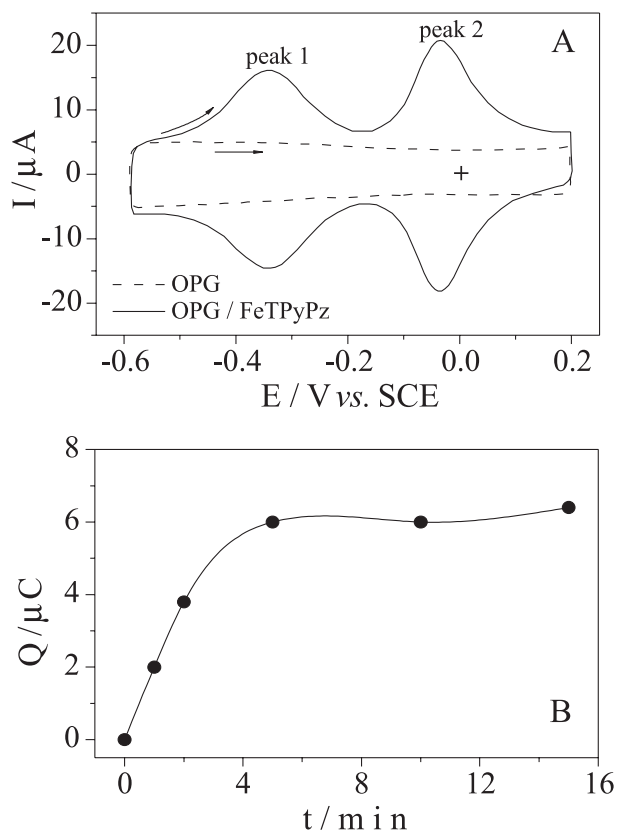 A
peak 1
peak 2
20
10
0
-10
-20
I / µA
+
OPG
OPG / FeTPyPz
-0.6
-0.4
-0.2
0.0
0.2
E / V vs. SCE
8
6
4
2
0
Q /µC
B
0
4
8
12
16
t / m i n